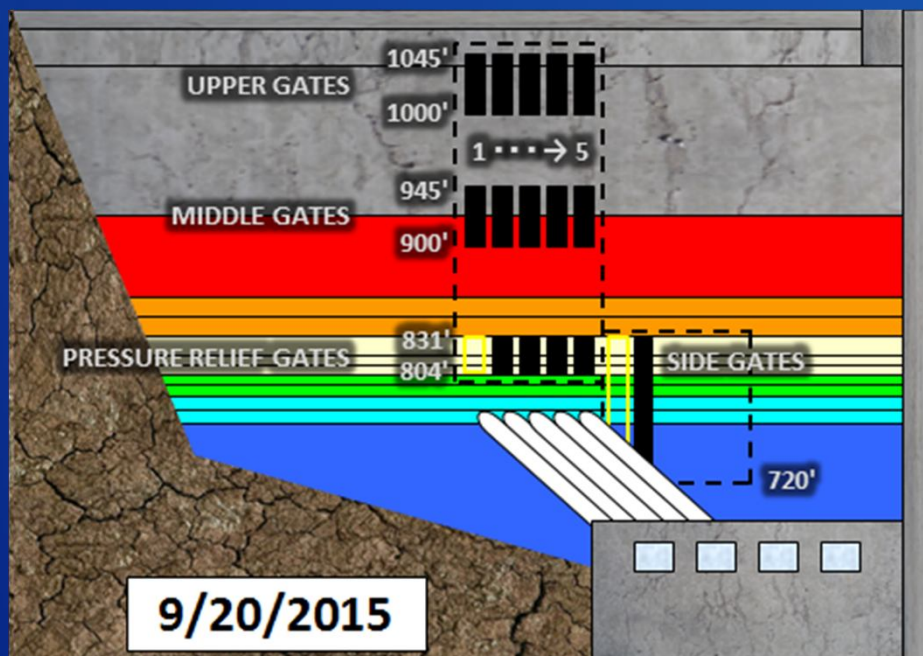 1045'
UPPER GATES
1000'
1 ····→ 5
945'
MIDDLE GATES
900'
831'
PRESSURE RELIEF GATES
SIDE GATES
804'
720'
9/20/2015